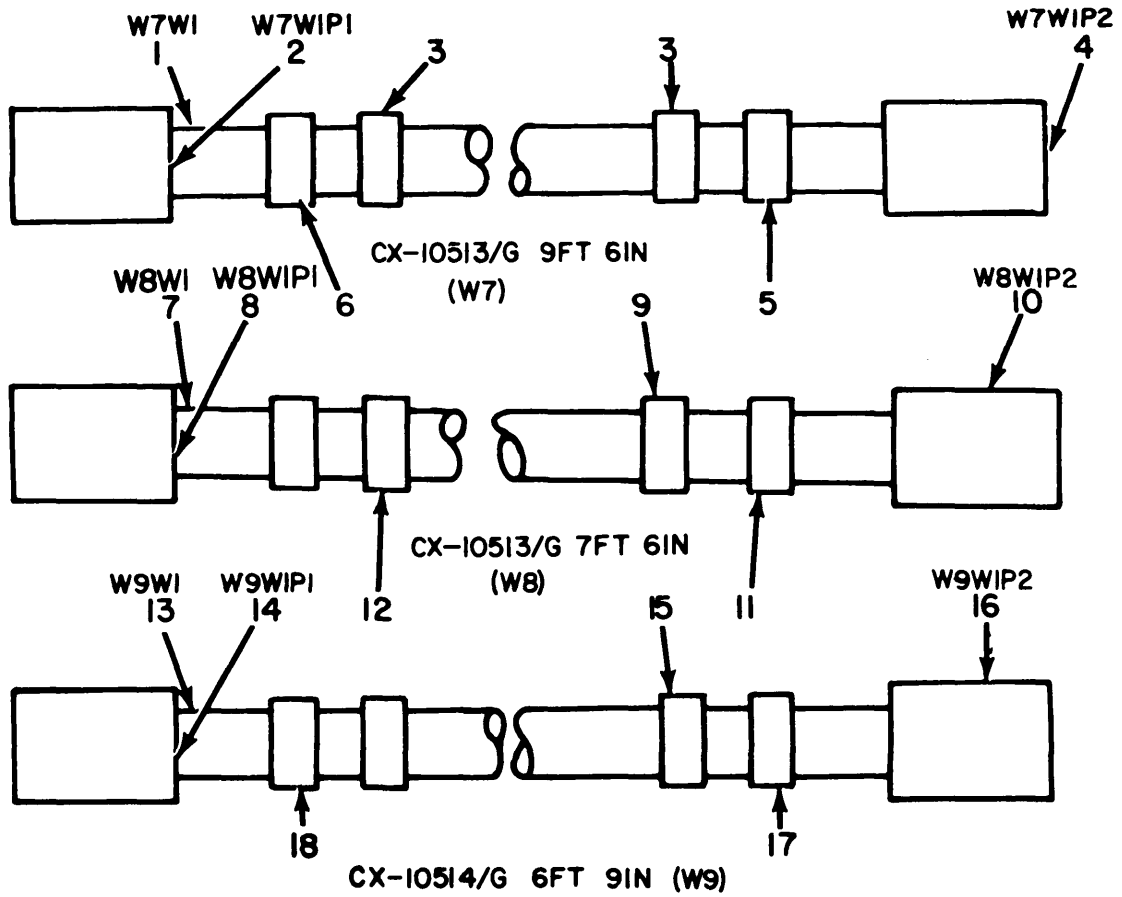 W7W1 W7W1P1 W7W1P2
1 2 3 3 4
CX-10513/G 9FT 6IN
(W7)
6 5
W8W1 W8W1P1 W8W1P2
7 8 9 10
CX-10513/G 7FT 6IN
(W8)
12 11
W9W1 W9W1P1 W9W1P2
13 14 15 16
18 17
CX-10514/G 6FT 9IN (W9)